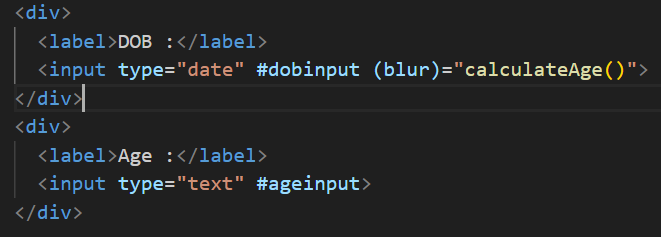 <div>
<label>DOB :</label>
<input type="date" #dobinput (blur)="calculateAge()">
</div>
<div>
<label>Age :</label>
<input type="text" #ageinput>
</div>